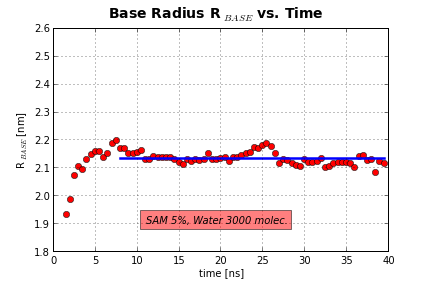 Base Radius R BASE vs. Time
2.6
2.5
2.4
2.3
2.2
2.1
2.0
1.9
1.8
R BASE [nm]
SAM 5%, Water 3000 molec.
0 5 10 15 20 25 30 35 40
time [ns]